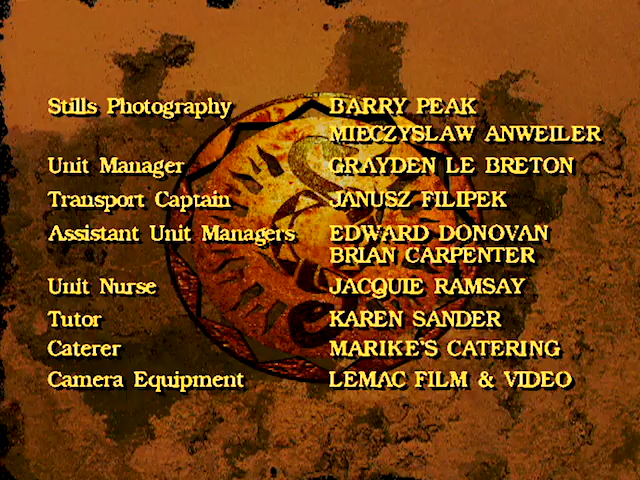 Stills Photography BARRY PEAK
MIECZYSLAW ANWEILER
Unit Manager GRAYDEN LE BRETON
Transport Captain JANUSZ FILIPEK
Assistant Unit Managers EDWARD DONOVAN
BRIAN CARPENTER
Unit Nurse JACQUIE RAMSAY
Tutor KAREN SANDER
Caterer MARIKE'S CATERING
Camera Equipment LEMAC FILM & VIDEO